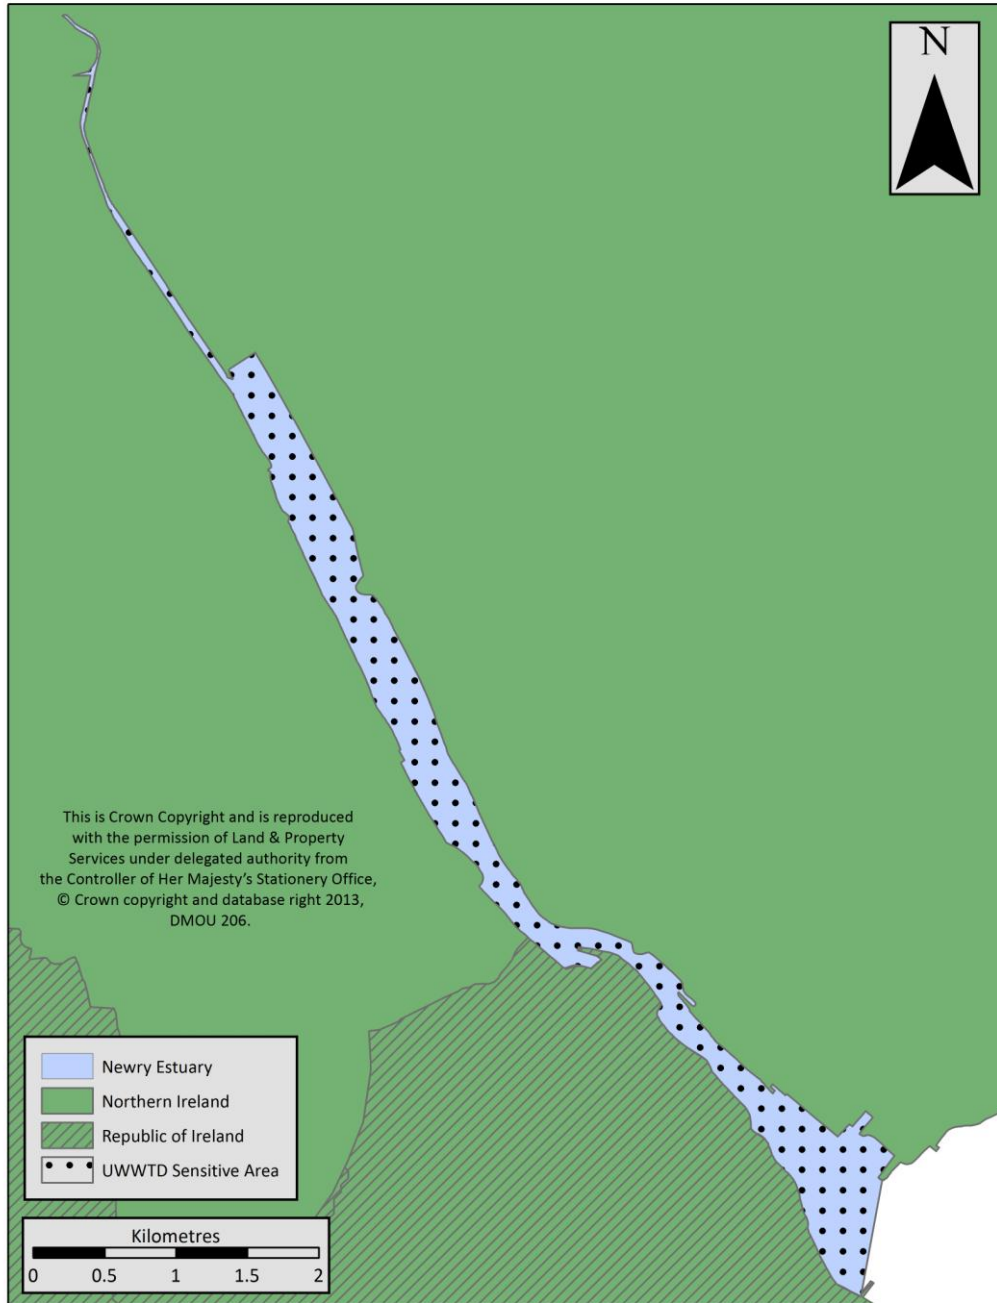 N
This is Crown Copyright and is reproduced
with the permission of Land & Property
Services under delegated authority from
the Controller of Her Majesty’s Stationery Office,
© Crown copyright and database right 2013,
DMOU 206.
Newry Estuary
Northern Ireland
Republic of Ireland
UWWTD Sensitive Area
Kilometres
0 0.5 1 1.5 2